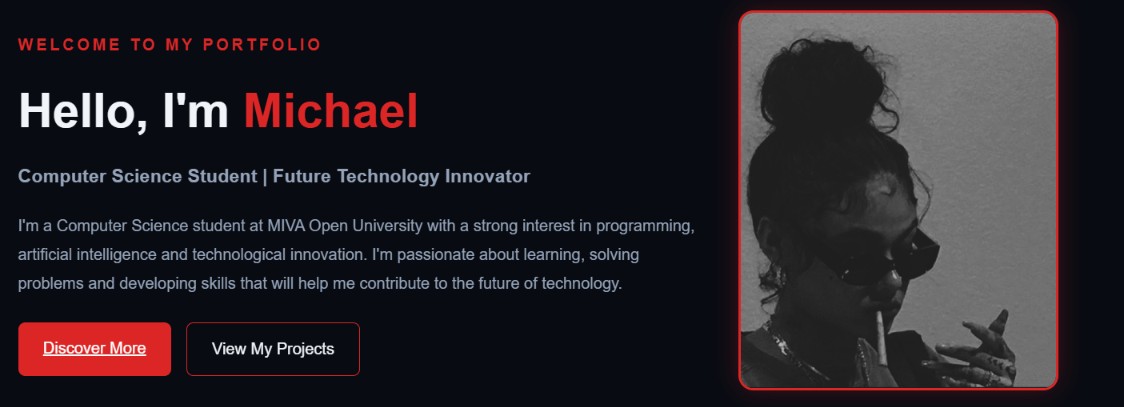 WELCOME TO MY PORTFOLIO
Hello, I'm Michael
Computer Science Student | Future Technology Innovator
I'm a Computer Science student at MIVA Open University with a strong interest in programming,
artificial intelligence and technological innovation. I'm passionate about learning, solving
problems and developing skills that will help me contribute to the future of technology.
Discover More
View My Projects